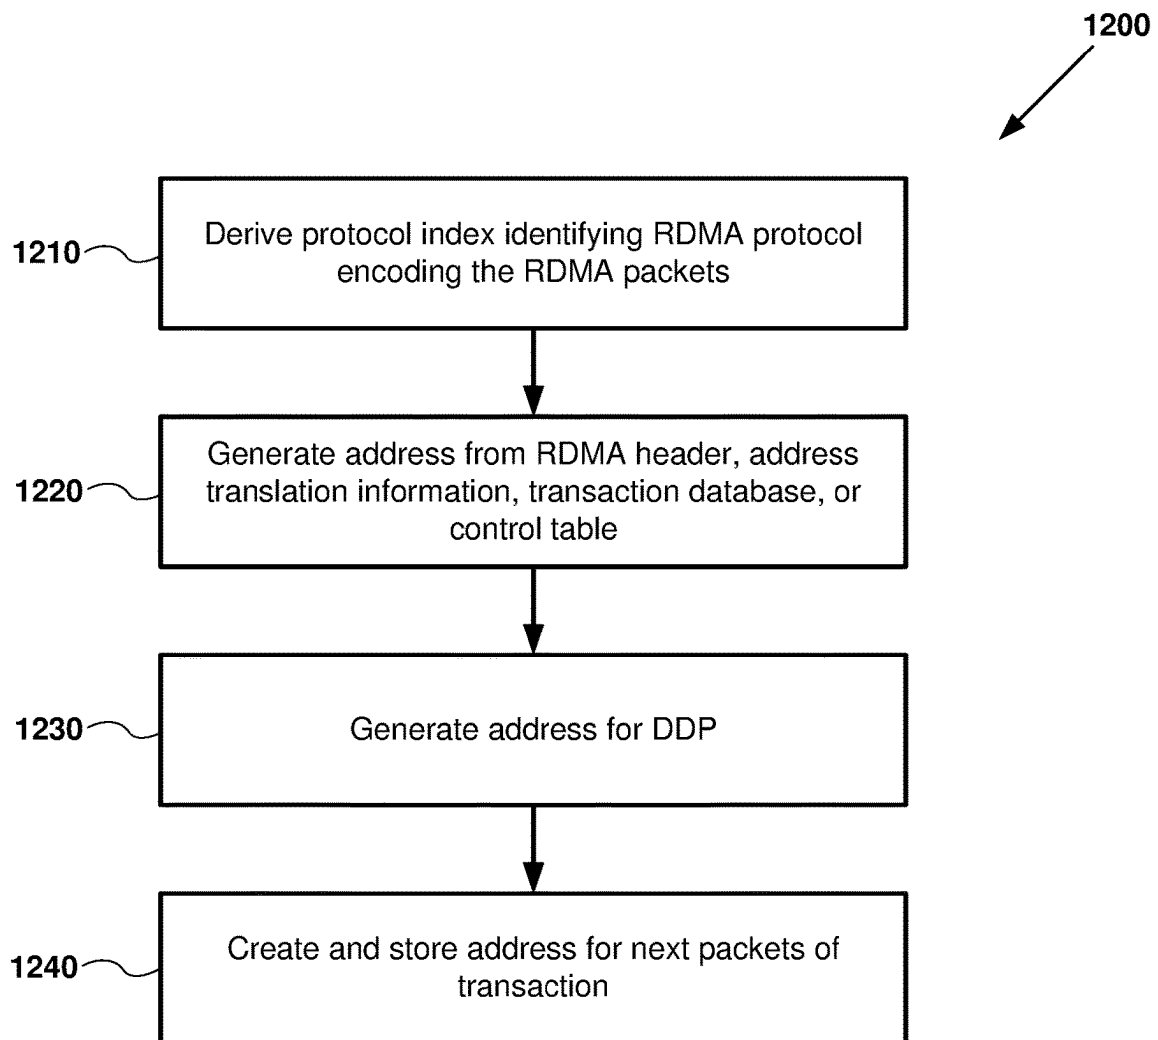 1200
1210
Derive protocol index identifying RDMA protocol
encoding the RDMA packets
1220
Generate address from RDMA header, address
translation information, transaction database, or
control table
1230
Generate address for DDP
1240
Create and store address for next packets of
transaction